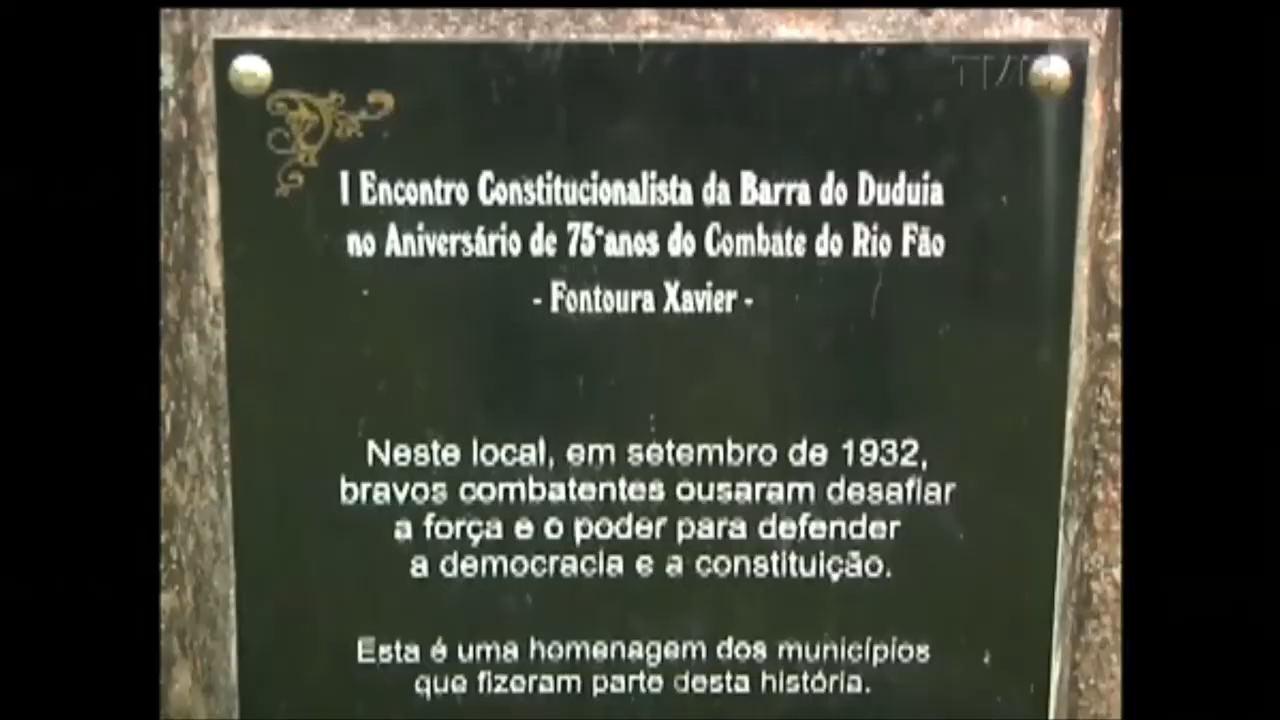 I Encontro Constitucionalista da Barra do Duduia
no Aniversário de 75°anos do Combate do Rio Fão
- Fontoura Xavier -
Neste local, em setembro de 1932,
bravos combatentes ousaram desafiar
a força e o poder para defender
a democracia e a constituição.
Esta é uma homenagem dos municípios
que fizeram parte desta história.